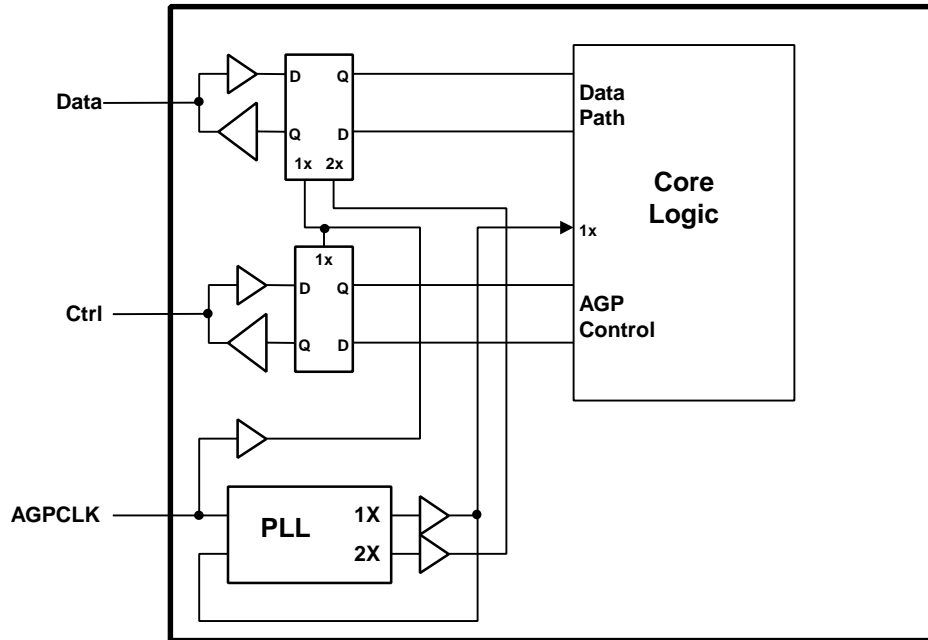 Data
D
Q
Q
D
1x 2x
Data
Path
Core
Logic
1x
1x
Ctrl
D
Q
Q
D
AGP
Control
AGPCLK
PLL
1X
2X